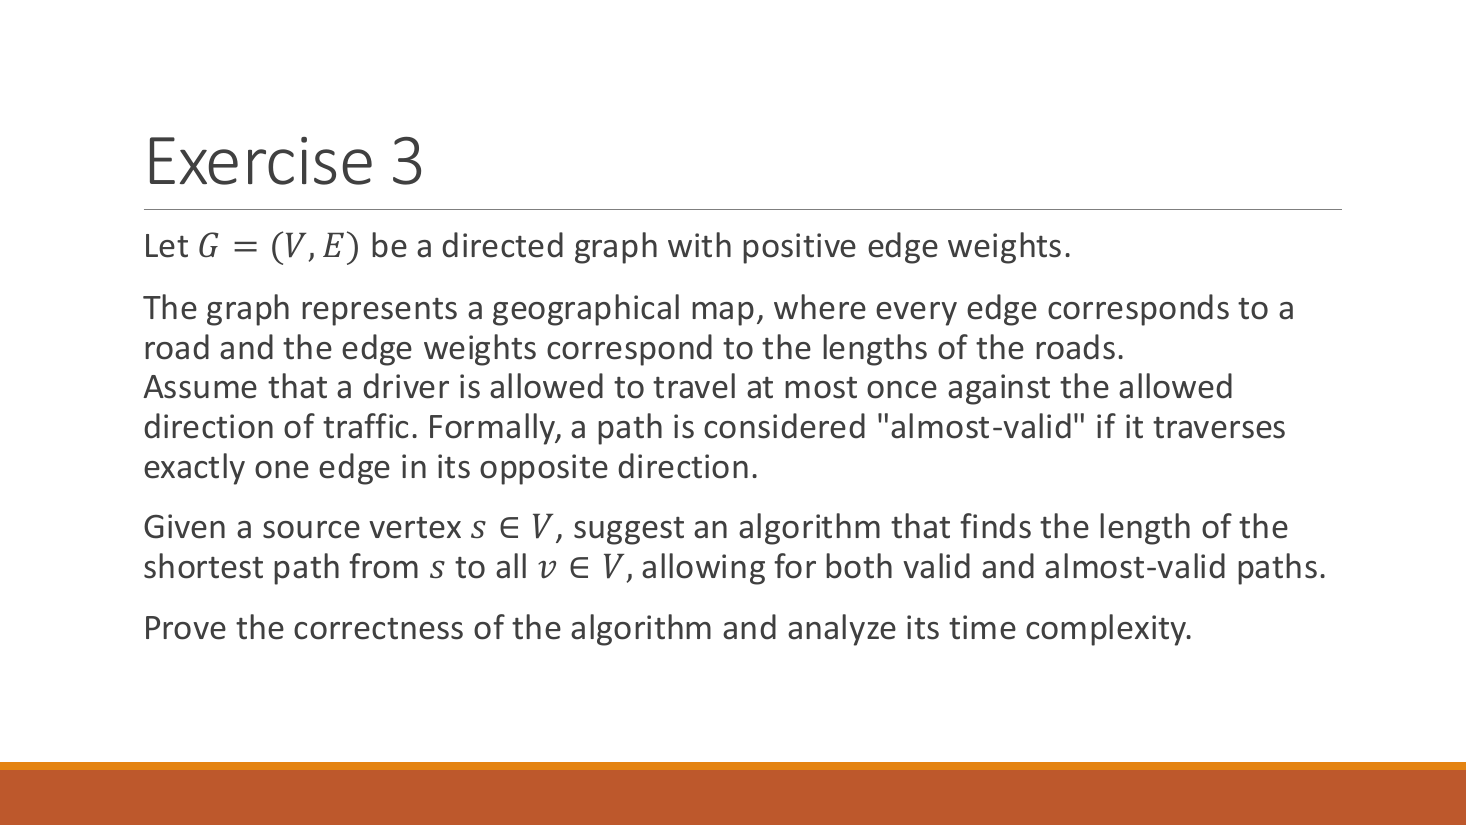 Exercise 3
Let 𝐺 = (𝑉, 𝐸) be a directed graph with positive edge weights.
The graph represents a geographical map, where every edge corresponds to a
road and the edge weights correspond to the lengths of the roads.
Assume that a driver is allowed to travel at most once against the allowed
direction of traffic. Formally, a path is considered "almost-valid" if it traverses
exactly one edge in its opposite direction.
Given a source vertex 𝑠 ∈ 𝑉, suggest an algorithm that finds the length of the
shortest path from 𝑠 to all 𝑣 ∈ 𝑉, allowing for both valid and almost-valid paths.
Prove the correctness of the algorithm and analyze its time complexity.